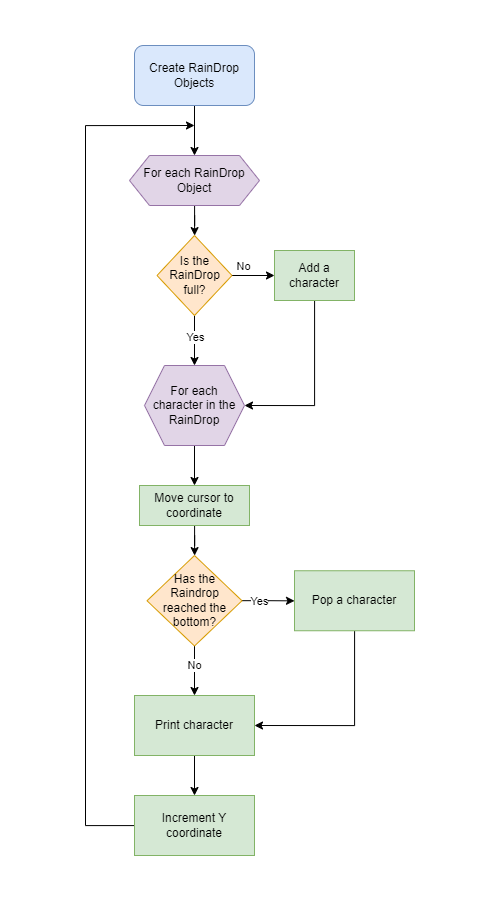 Create RainDrop
Objects
For each RainDrop
Object
Is the
RainDrop
full?
No
Add a
character
Yes
For each
character in the
RainDrop
Move cursor to
coordinate
Has the
Raindrop
reached the
bottom?
Yes
Pop a character
No
Print character
Increment Y
coordinate